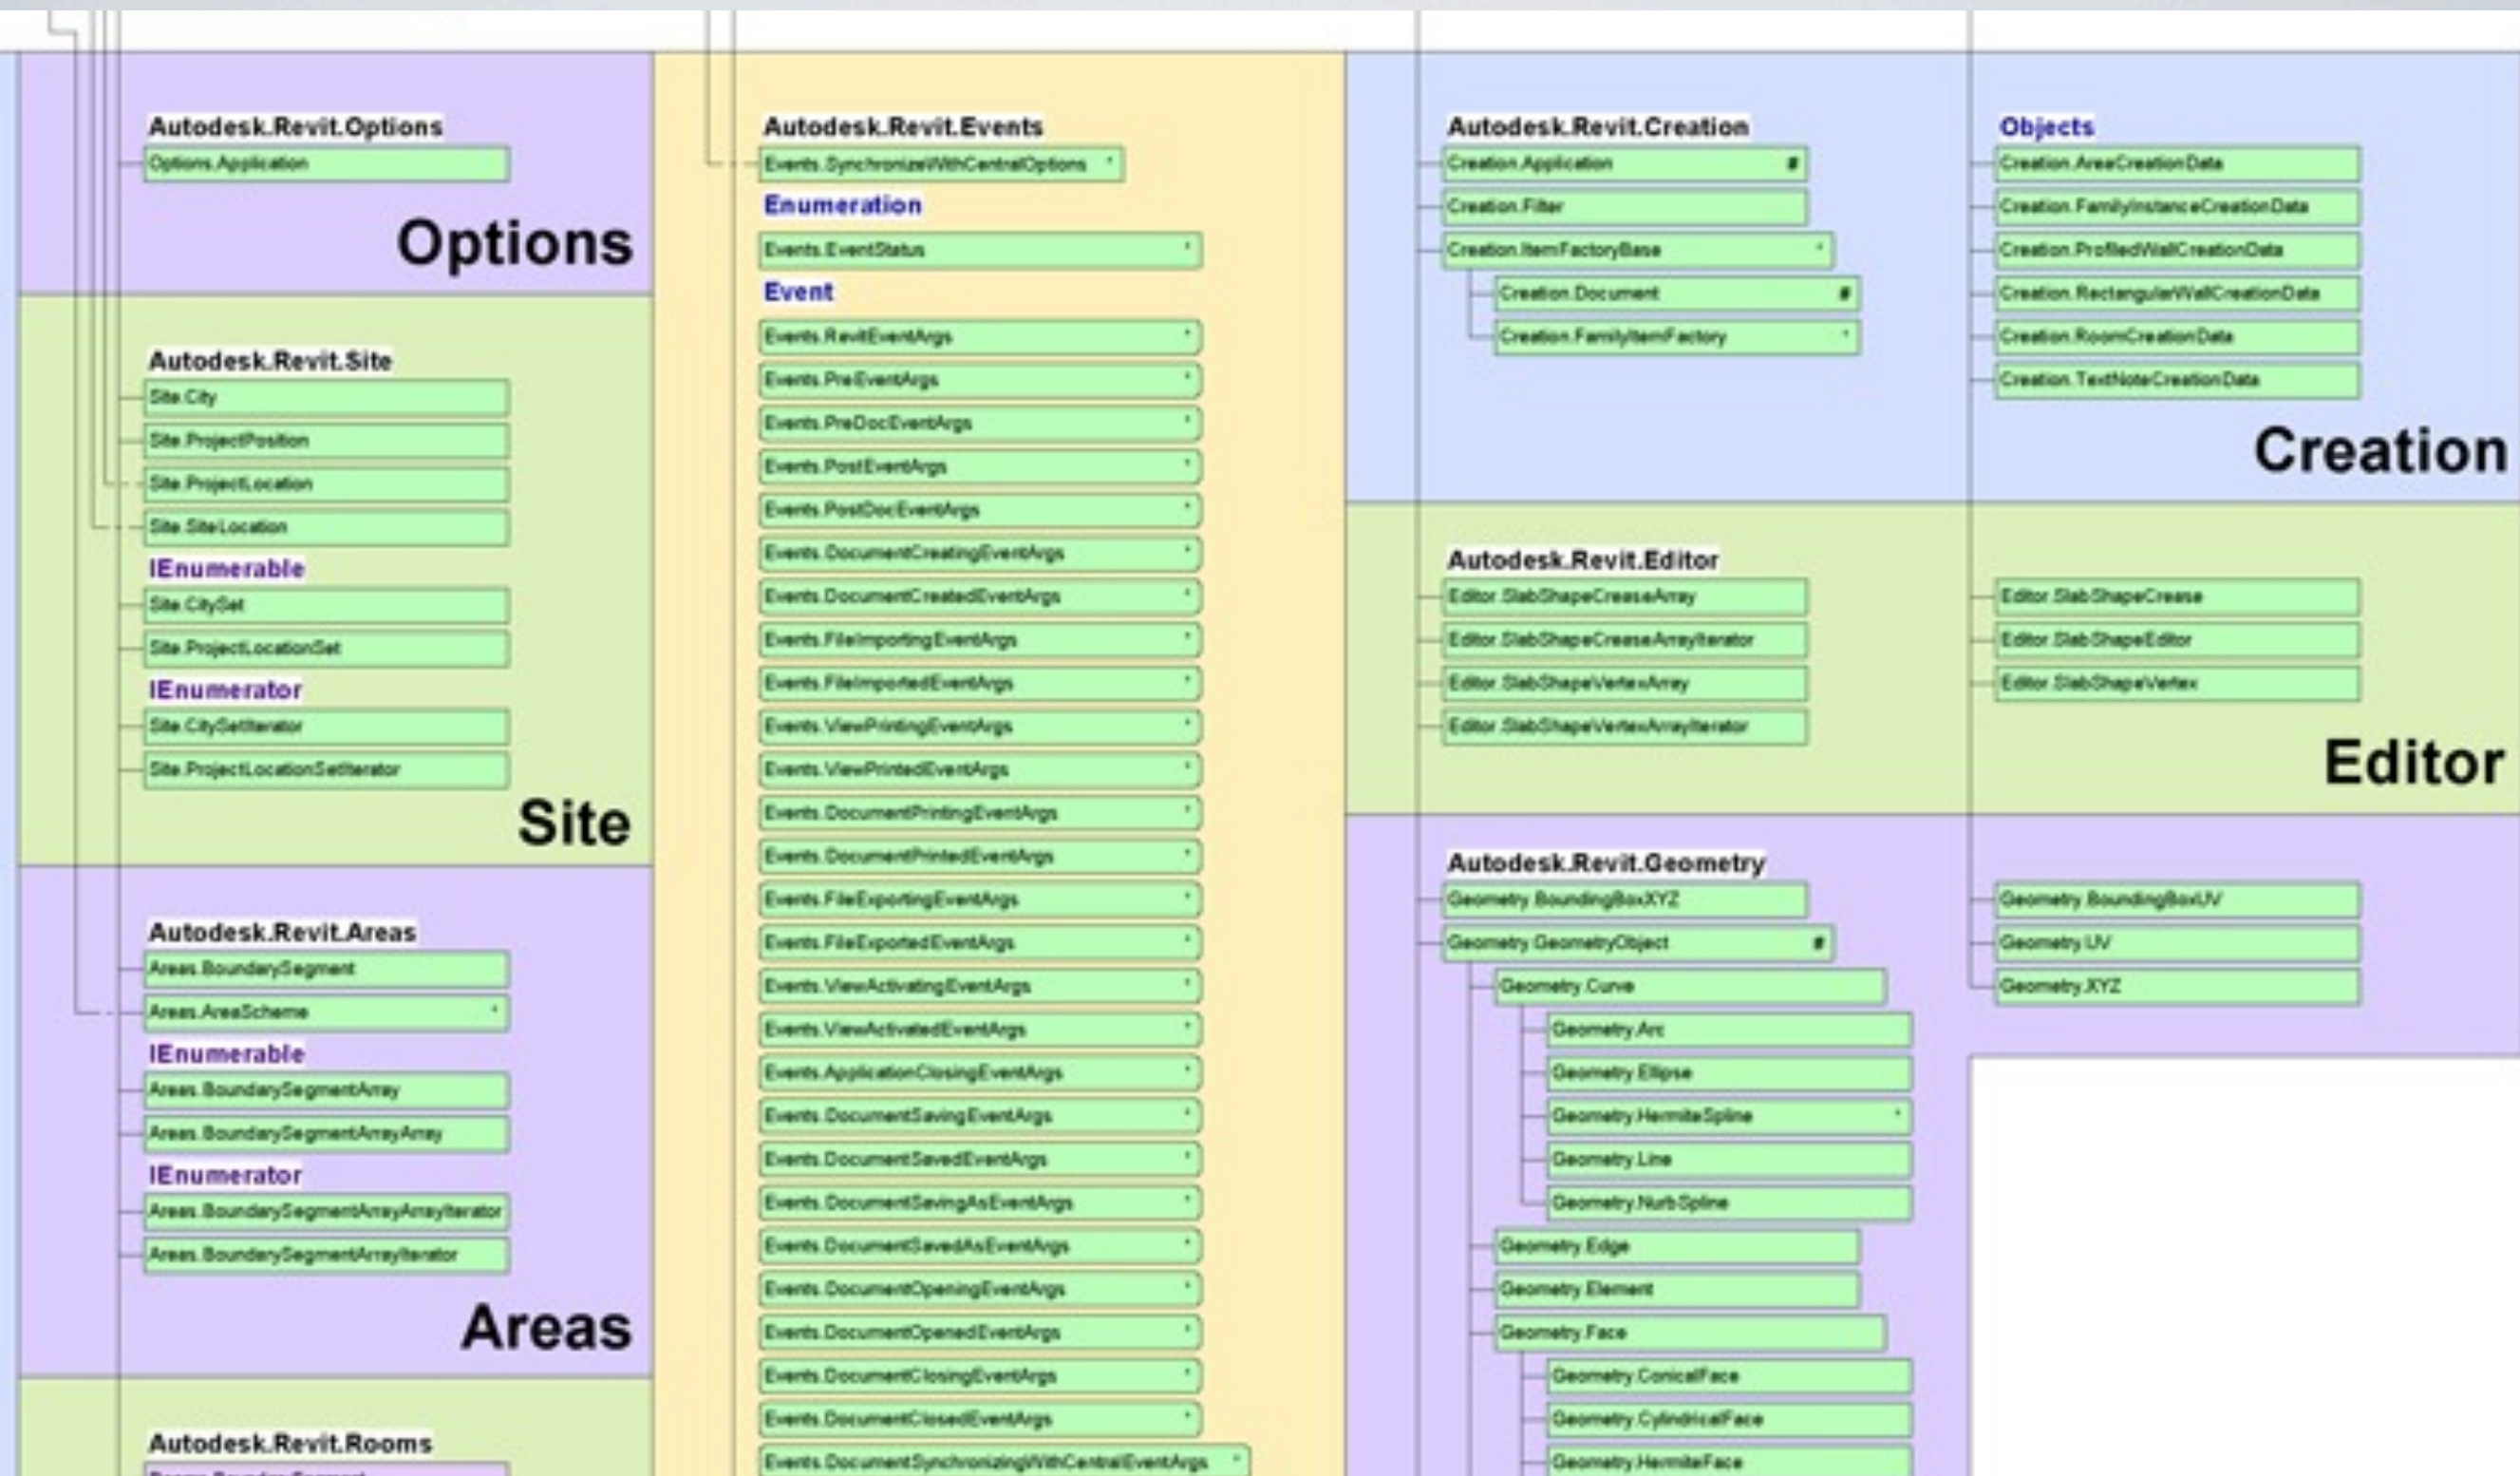 Autodesk.Revit.Options
Options.Application
Options
Autodesk.Revit.Site
Site.City
Site.ProjectPosition
Site.ProjectLocation
Site.SiteLocation
IEnumerable
Site.CitySet
Site.ProjectLocationSet
IEnumerator
Site.CitySetIterator
Site.ProjectLocationSetIterator
Site
Autodesk.Revit.Areas
Areas.BoundarySegment
Areas.AreaScheme *
IEnumerable
Areas.BoundarySegmentArray
Areas.BoundarySegmentArrayArray
IEnumerator
Areas.BoundarySegmentArrayArrayIterator
Areas.BoundarySegmentArrayIterator
Areas
Autodesk.Revit.Rooms
Autodesk.Revit.Events
Events.SynchronizeWithCentralOptions *
Enumeration
Events.EventStatus *
Event
Events.RevitEventArgs *
Events.PreEventArgs *
Events.PreDocEventArgs *
Events.PostEventArgs *
Events.PostDocEventArgs *
Events.DocumentCreatingEventArgs *
Events.DocumentCreatedEventArgs *
Events.FileImportingEventArgs *
Events.FileImportedEventArgs *
Events.ViewPrintingEventArgs *
Events.ViewPrintedEventArgs *
Events.DocumentPrintingEventArgs *
Events.DocumentPrintedEventArgs *
Events.FileExportingEventArgs *
Events.FileExportedEventArgs *
Events.ViewActivatingEventArgs *
Events.ViewActivatedEventArgs *
Events.ApplicationClosingEventArgs *
Events.DocumentSavingEventArgs *
Events.DocumentSavedEventArgs *
Events.DocumentSavingAsEventArgs *
Events.DocumentSavedAsEventArgs *
Events.DocumentOpeningEventArgs *
Events.DocumentOpenedEventArgs *
Events.DocumentClosingEventArgs *
Events.DocumentClosedEventArgs *
Events.DocumentSynchronizingWithCentralEventArgs *
Autodesk.Revit.Creation
Creation.Application #
Creation.Filter
Creation.ItemFactoryBase *
Creation.Document #
Creation.FamilyItemFactory *
Objects
Creation.AreaCreationData
Creation.FamilyInstanceCreationData
Creation.ProfiledWallCreationData
Creation.RectangularWallCreationData
Creation.RoomCreationData
Creation.TextNoteCreationData
Creation
Autodesk.Revit.Editor
Editor.SlabShapeCreaseArray
Editor.SlabShapeCreaseArrayIterator
Editor.SlabShapeVertexArray
Editor.SlabShapeVertexArrayIterator
Editor.SlabShapeCrease
Editor.SlabShapeEditor
Editor.SlabShapeVertex
Editor
Autodesk.Revit.Geometry
Geometry.BoundingBoxXYZ
Geometry.GeometryObject #
Geometry.Curve
Geometry.Arc
Geometry.Ellipse
Geometry.HermiteSpline *
Geometry.Line
Geometry.NurbSpline
Geometry.Edge
Geometry.Element
Geometry.Face
Geometry.ConicalFace
Geometry.CylindricalFace
Geometry.HermiteFace
Geometry.BoundingBoxUV
Geometry.UV
Geometry.XYZ